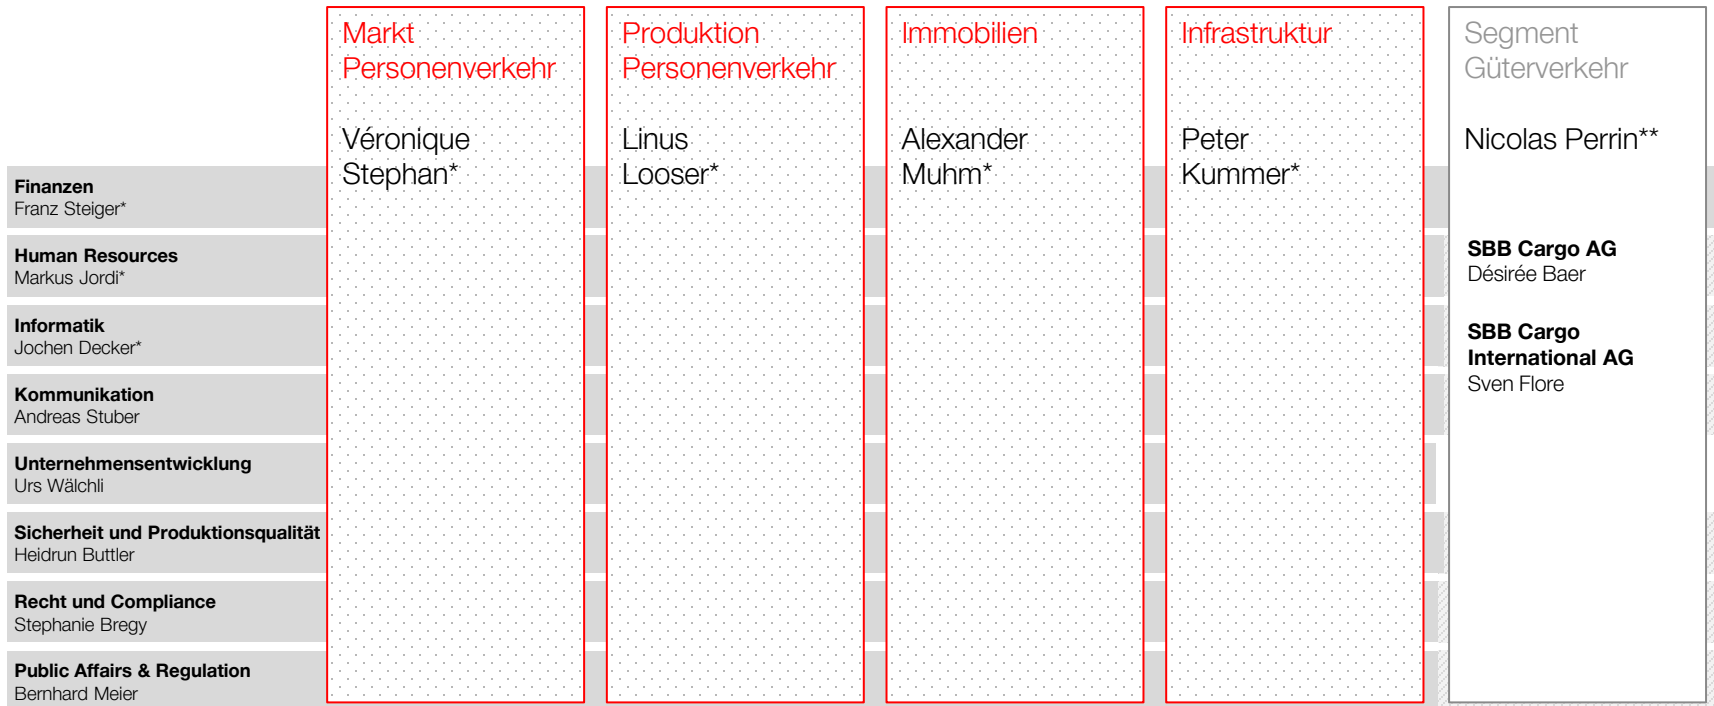 Markt
Personenverkehr
Véronique
Stephan*
Produktion
Personenverkehr
Linus
Looser*
Immobilien
Alexander
Muhm*
Infrastruktur
Peter
Kummer*
Segment
Güterverkehr
Nicolas Perrin**
SBB Cargo AG
Désirée Baer
SBB Cargo
International AG
Sven Flore
Finanzen
Franz Steiger*
Human Resources
Markus Jordi*
Informatik
Jochen Decker*
Kommunikation
Andreas Stuber
Unternehmensentwicklung
Urs Wälchli
Sicherheit und Produktionsqualität
Heidrun Buttler
Recht und Compliance
Stephanie Bregy
Public Affairs & Regulation
Bernhard Meier